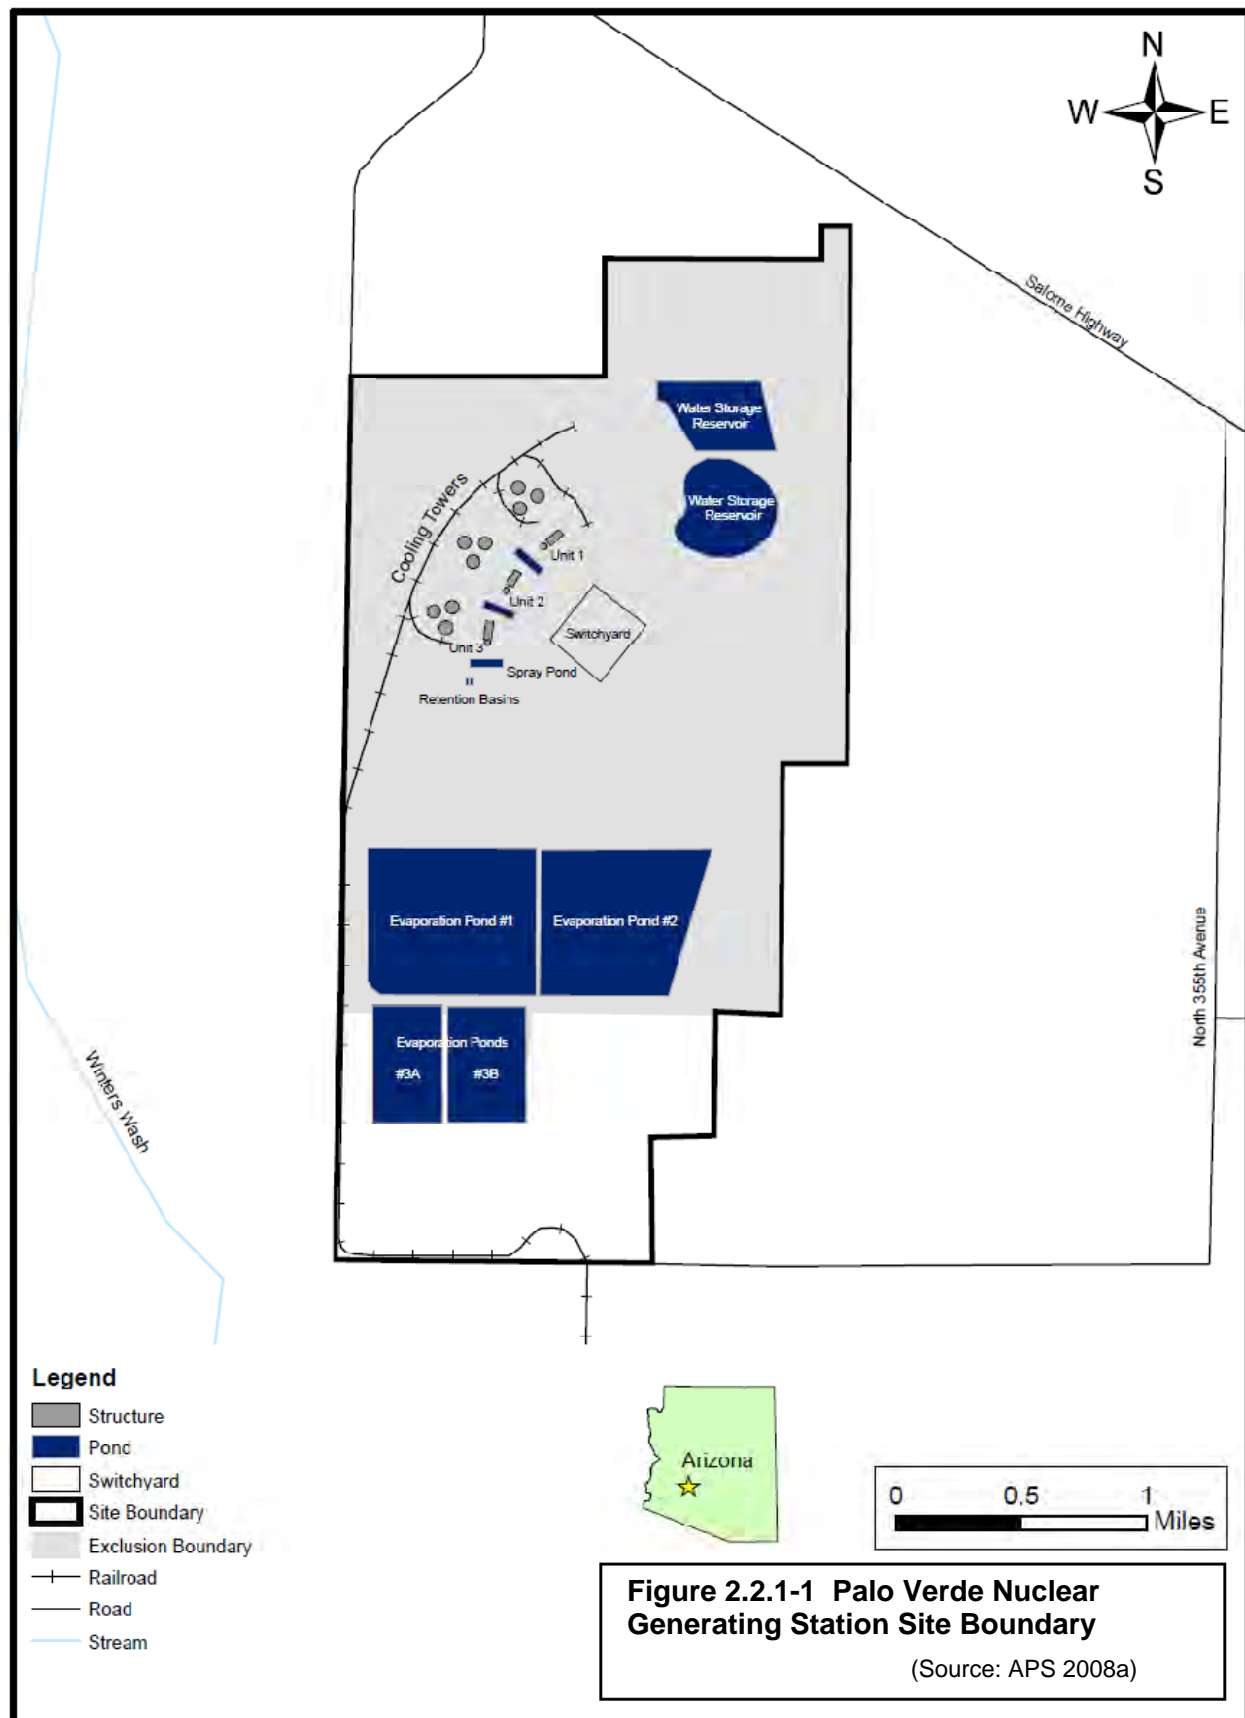 N
W E
S
Salome Highway
Water Storage
Reservoir
Water Storage
Reservoir
Cooling Towers
Unit 1
Unit 2
Switchyard
Unit 3
Spray Pond
Retention Basins
Evaporation Pond #1
Evaporation Pond #2
North 355th Avenue
Evaporation Ponds
#3A #3B
Winters Wash
Legend
Structure
Pond
Switchyard
Site Boundary
Exclusion Boundary
Railroad
Road
Stream
Arizona
0 0.5 1
Miles
Figure 2.2.1-1 Palo Verde Nuclear
Generating Station Site Boundary
(Source: APS 2008a)